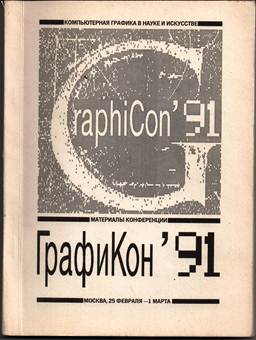 КОМПЬЮТЕРНАЯ ГРАФИКА В НАУКЕ И ИСКУССТВЕ
GraphiCon '91
МАТЕРИАЛЫ КОНФЕРЕНЦИИ
ГрафиКон '91
МОСКВА, 25 ФЕВРАЛЯ — 1 МАРТА